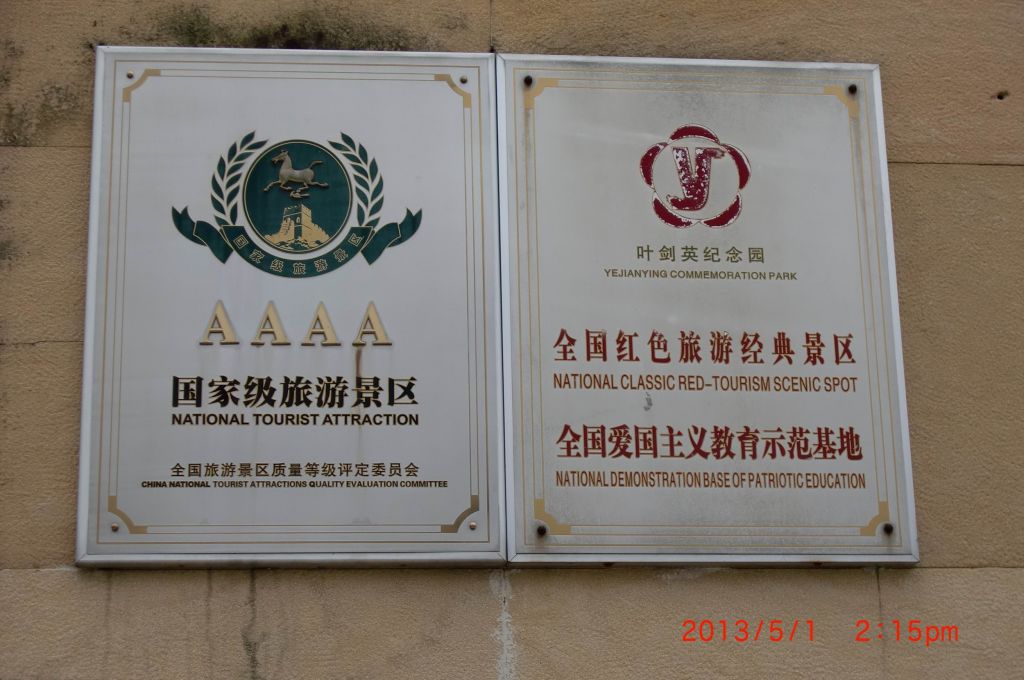 国家级旅游景区
AAAA
国家级旅游景区
NATIONAL TOURIST ATTRACTION
全国旅游景区质量等级评定委员会
CHINA NATIONAL TOURIST ATTRACTIONS QUALITY EVALUATION COMMITTEE
y
叶剑英纪念园
YEJIANYING COMMEMORATION PARK
全国红色旅游经典景区
NATIONAL CLASSIC RED-TOURISM SCENIC SPOT
全国爱国主义教育示范基地
NATIONAL DEMONSTRATION BASE OF PATRIOTIC EDUCATION
2013/5/1 2:15pm